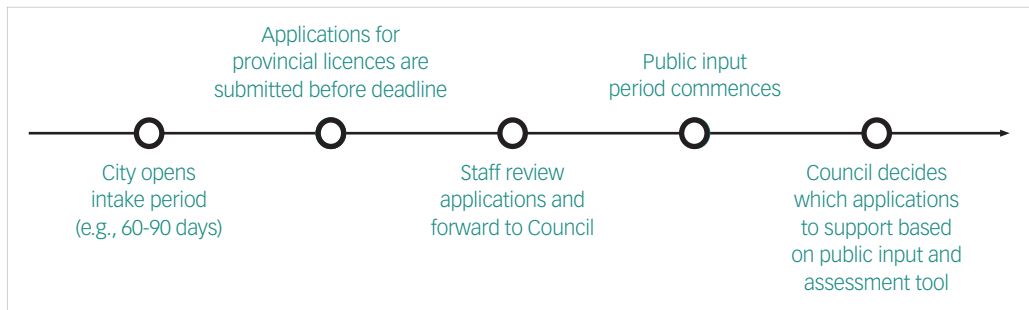 City opens
intake period
(e.g., 60-90 days)
Applications for
provincial licences are
submitted before deadline
Staff review
applications and
forward to Council
Public input
period commences
Council decides
which applications
to support based
on public input and
assessment tool